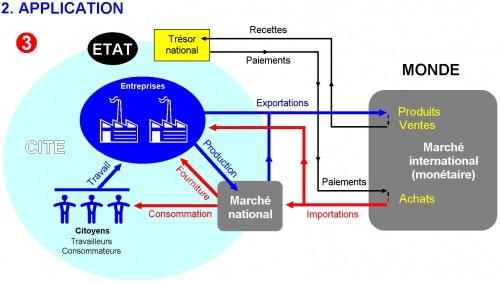 2. APPLICATION
3
ETAT
Trésor
national
Recettes
Paiements
MONDE
Entreprises
Exportations
Produits
Ventes
CITE
Production
Marché
international
(monétaire)
Travail
Fourniture
Paiements
Achats
Consommation
Marché
national
Importations
Citoyens
Travailleurs
Consommateurs